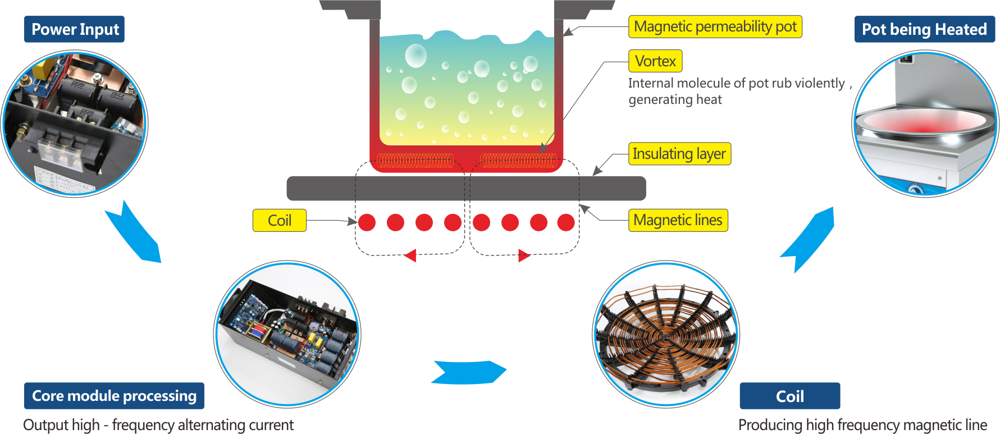 Power Input
Magnetic permeability pot
Pot being Heated
Vortex
Internal molecule of pot rub violently ,
generating heat
Insulating layer
Coil
Magnetic lines
Core module processing
Output high - frequency alternating current
Coil
Producing high frequency magnetic line